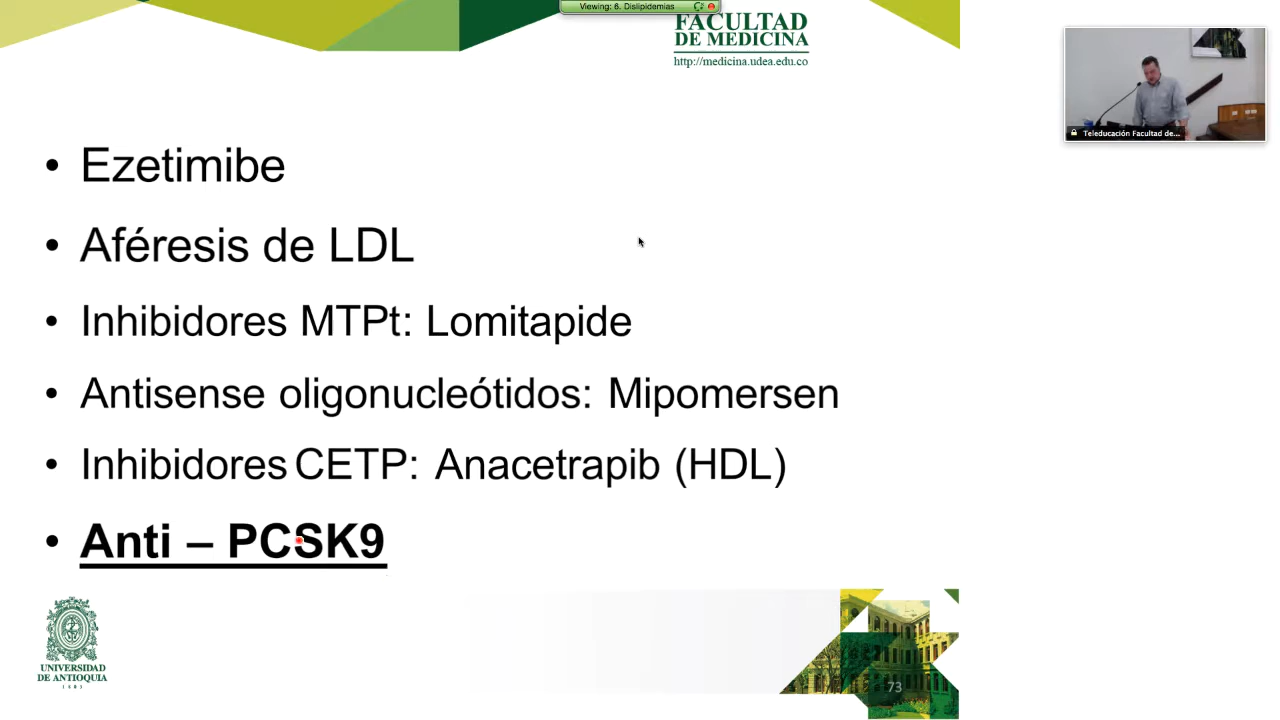 Viewing: 6. Dislipidemias
FACULTAD
DE MEDICINA
http://medicina.udea.edu.co
Teleducación Facultad de...
• Ezetimibe
• Aféresis de LDL
• Inhibidores MTPt: Lomitapide
• Antisense oligonucleótidos: Mipomersen
• Inhibidores CETP: Anacetrapib (HDL)
• Anti – PCSK9
UNIVERSIDAD
DE ANTIOQUIA
1803
73